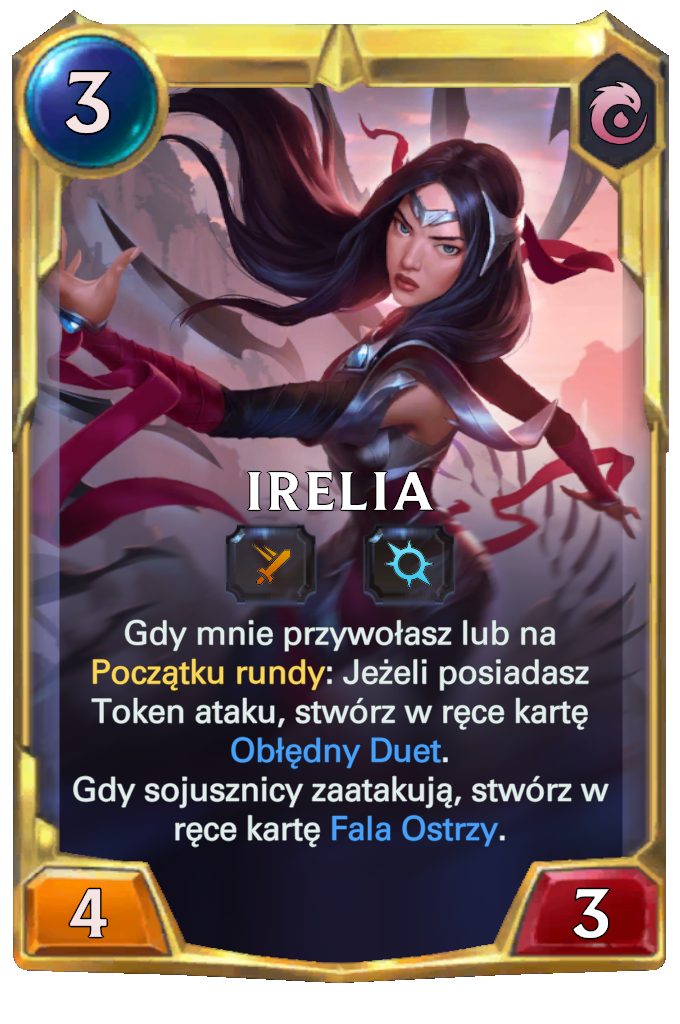 3
IRELIA
Gdy mnie przywołasz lub na
Początku rundy: Jeżeli posiadasz
Token ataku, stwórz w ręce kartę
Obłędny Duet.
Gdy sojusznicy zaatakują, stwórz w
ręce kartę Fala Ostrzy.
4
3